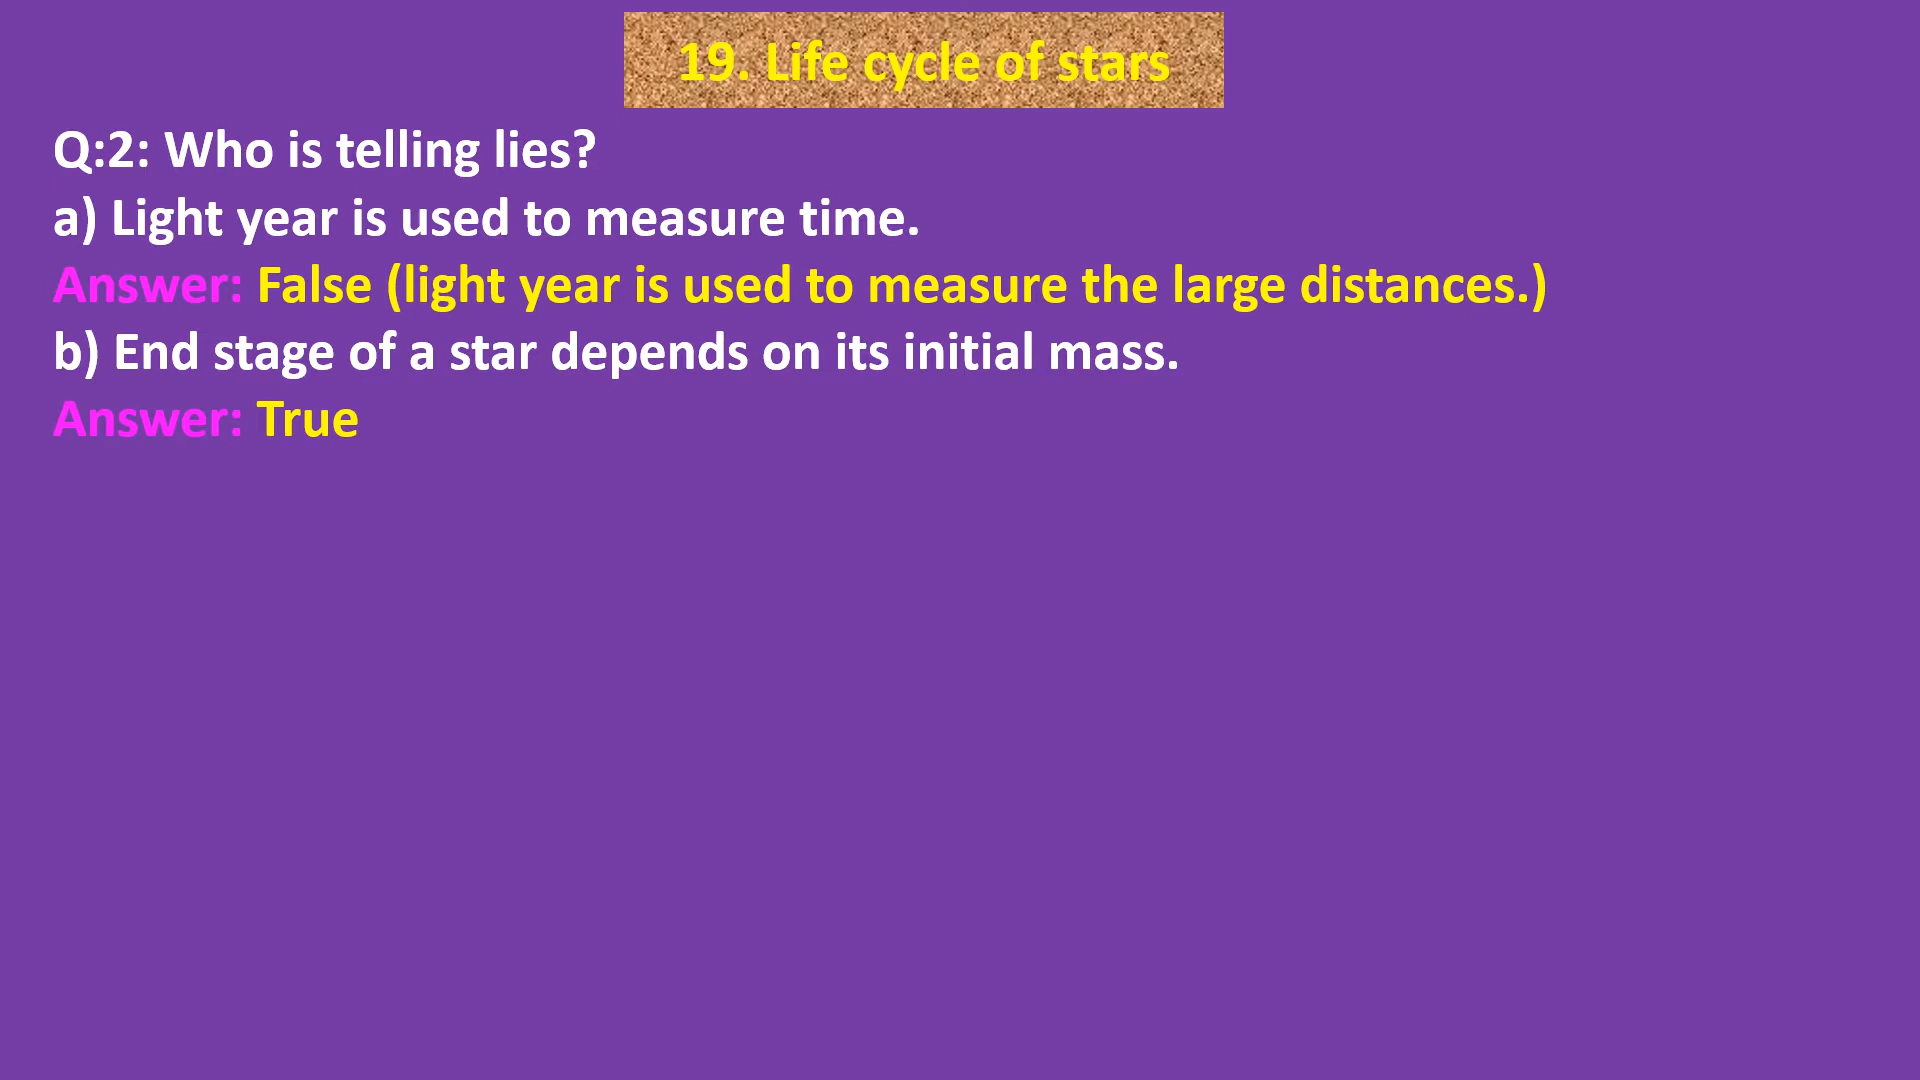 19. Life cycle of stars
Q:2: Who is telling lies?
a) Light year is used to measure time.
Answer: False (light year is used to measure the large distances.)
b) End stage of a star depends on its initial mass.
Answer: True